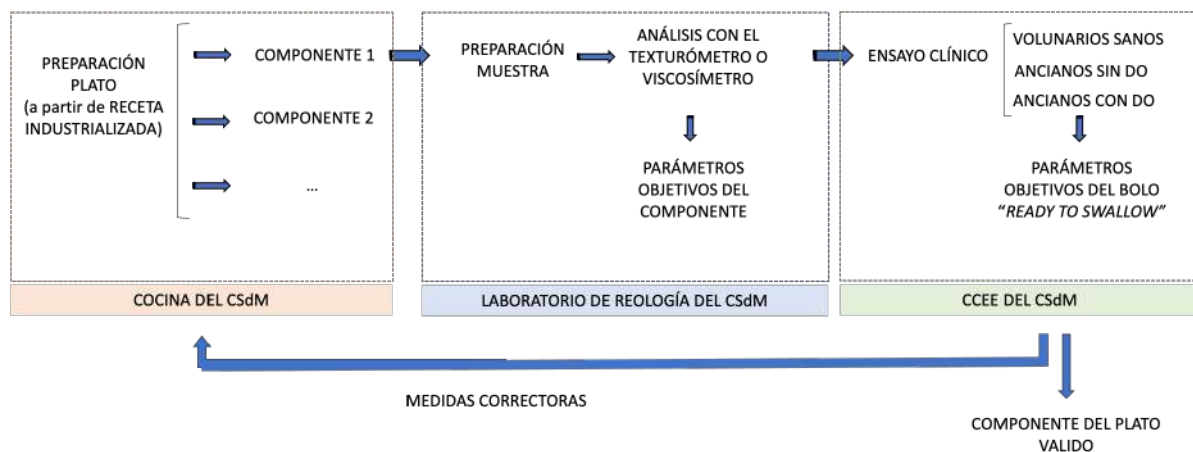 PREPARACIÓN
PLATO
(a partir de RECETA
INDUSTRIALIZADA)
COMPONENTE 1
COMPONENTE 2
...
COCINA DEL CSdM
PREPARACIÓN
MUESTRA
ANÁLISIS CON EL
TEXTURÓMETRO O
VISCOSÍMETRO
PARÁMETROS
OBJETIVOS DEL
COMPONENTE
LABORATORIO DE REOLOGÍA DEL CSdM
ENSAYO CLÍNICO
VOLUNARIOS SANOS
ANCIANOS SIN DO
ANCIANOS CON DO
PARÁMETROS
OBJETIVOS DEL BOLO
“READY TO SWALLOW”
CCEE DEL CSdM
MEDIDAS CORRECTORAS
COMPONENTE DEL PLATO
VALIDO